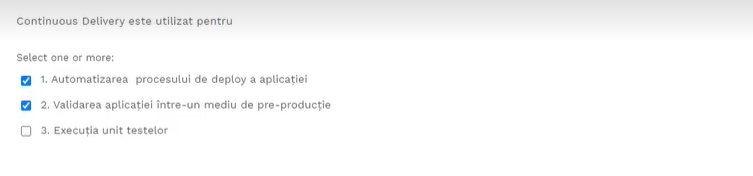 Continuous Delivery este utilizat pentru
Select one or more:
1. Automatizarea procesului de deploy a aplicației
2. Validarea aplicației într-un mediu de pre-producție
3. Execuția unit testelor